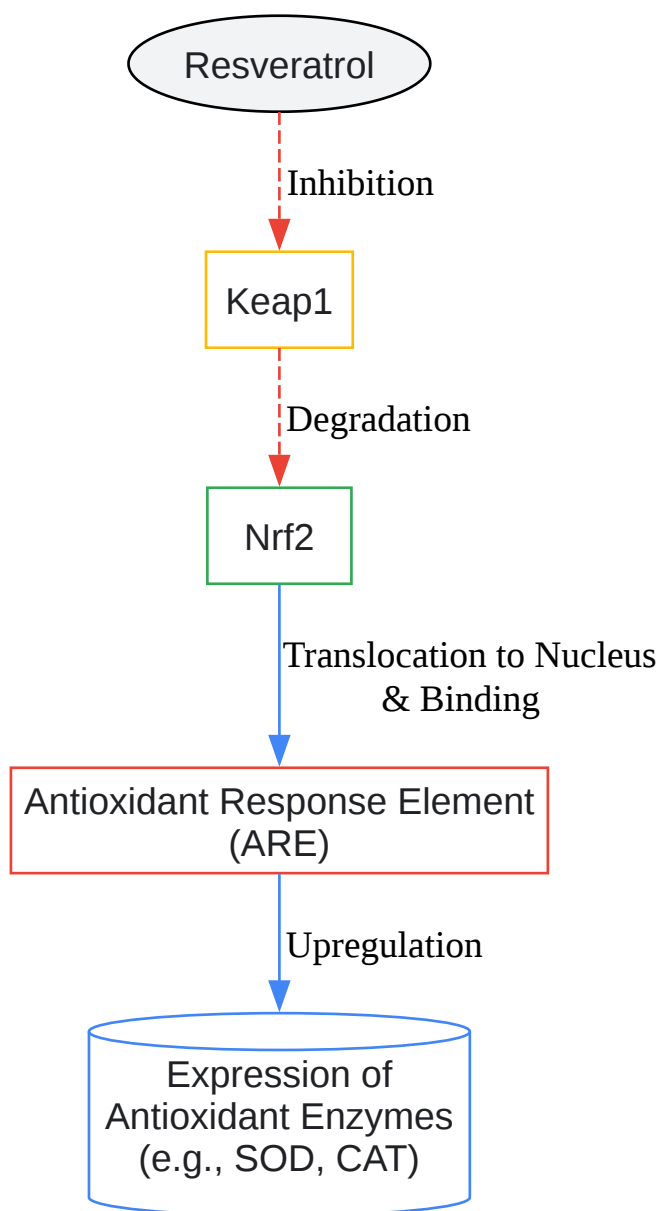 Resveratrol
Inhibition
Keap1
Degradation
Nrf2
Translocation to Nucleus
& Binding
Antioxidant Response Element
(ARE)
Upregulation
Expression of
Antioxidant Enzymes
(e.g., SOD, CAT)